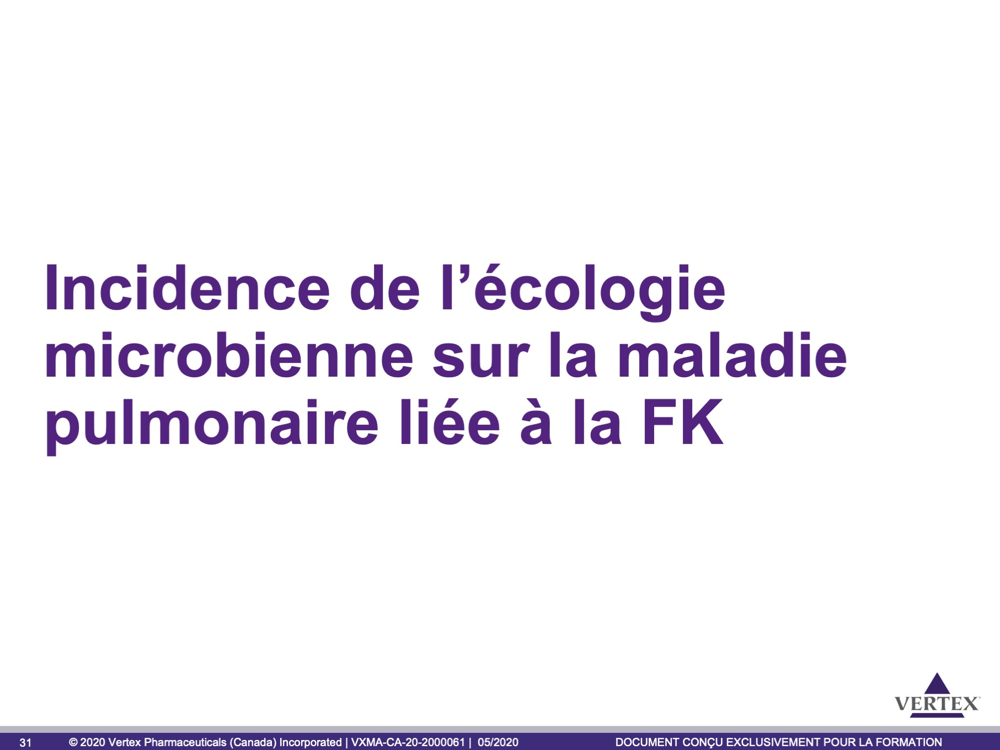 Incidence de l’écologie
microbienne sur la maladie
pulmonaire liée à la FK
VERTEX
31 © 2020 Vertex Pharmaceuticals (Canada) Incorporated | VXMA-CA-20-2000061 | 05/2020 DOCUMENT CONÇU EXCLUSIVEMENT POUR LA FORMATION